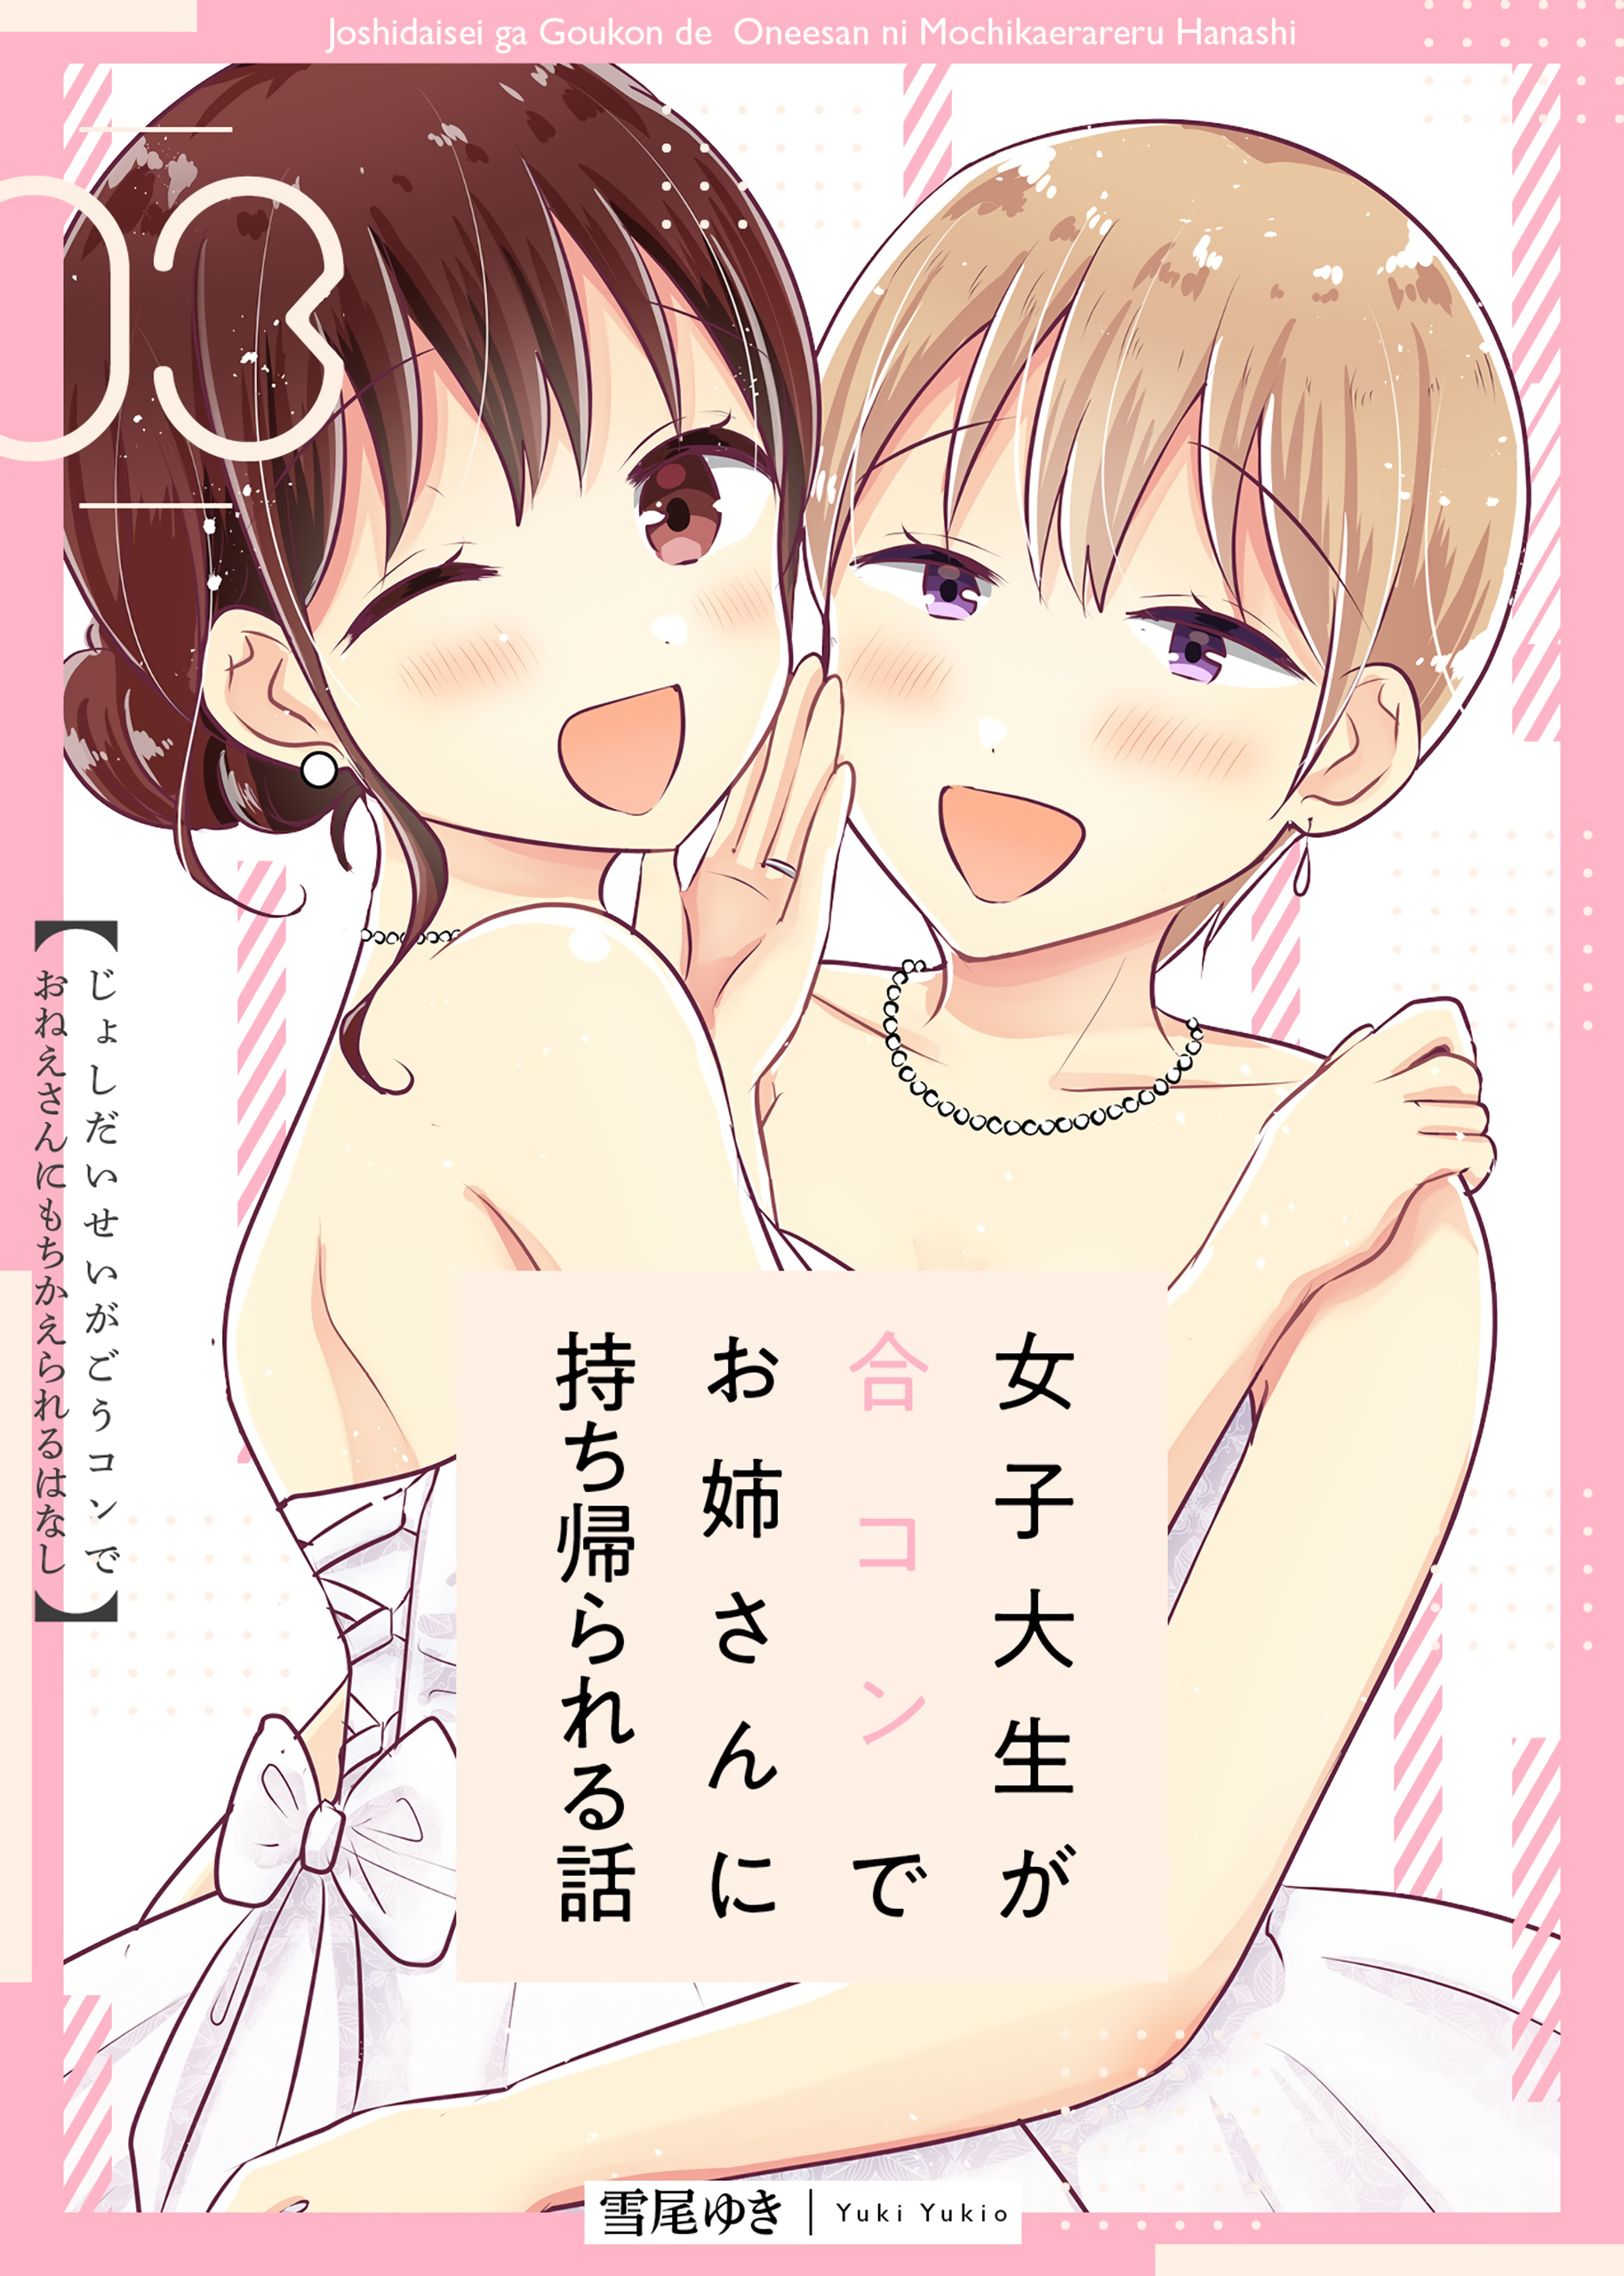 Joshidaisei ga Goukon de Oneesan ni Mochikaerareru Hanashi
03
【じょしだいせいがごうコンで
おねえさんにもちかえられるはなし】
女子大生が
合コンで
お姉さんに
持ち帰られる話
雪尾ゆき | Yuki Yukio